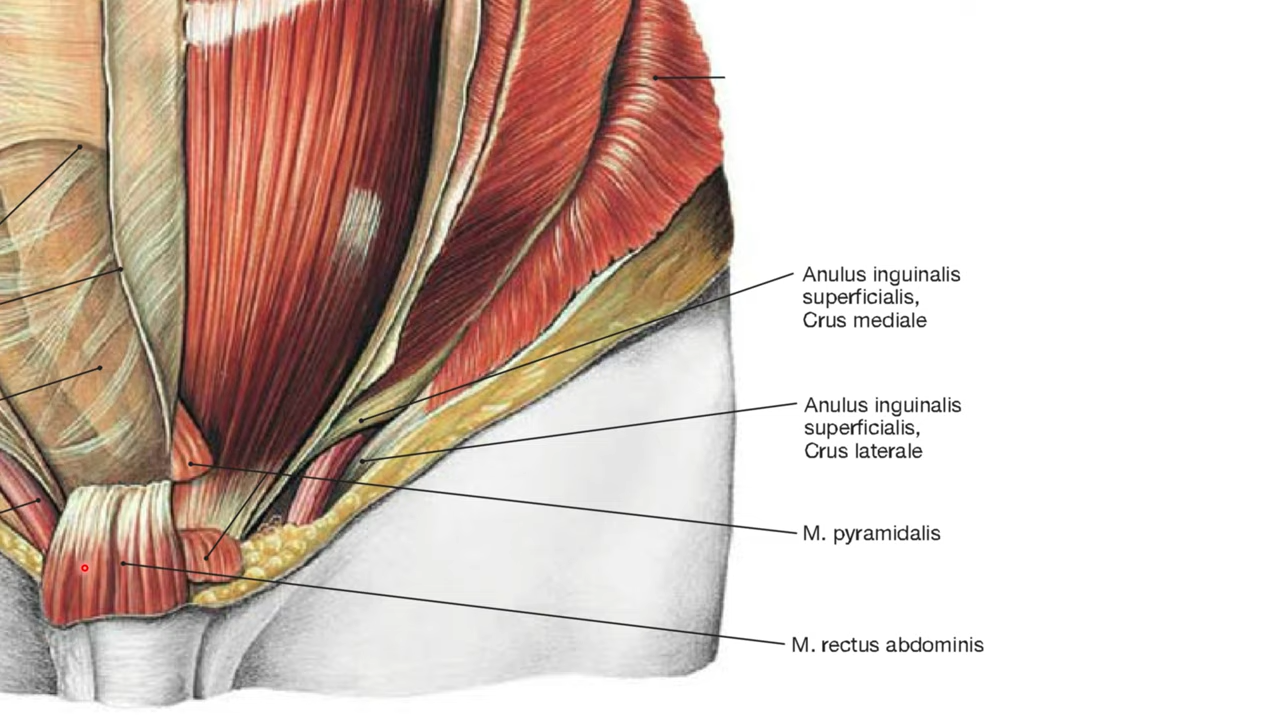 Anulus inguinalis
superficialis,
Crus mediale
Anulus inguinalis
superficialis,
Crus laterale
M. pyramidalis
M. rectus abdominis